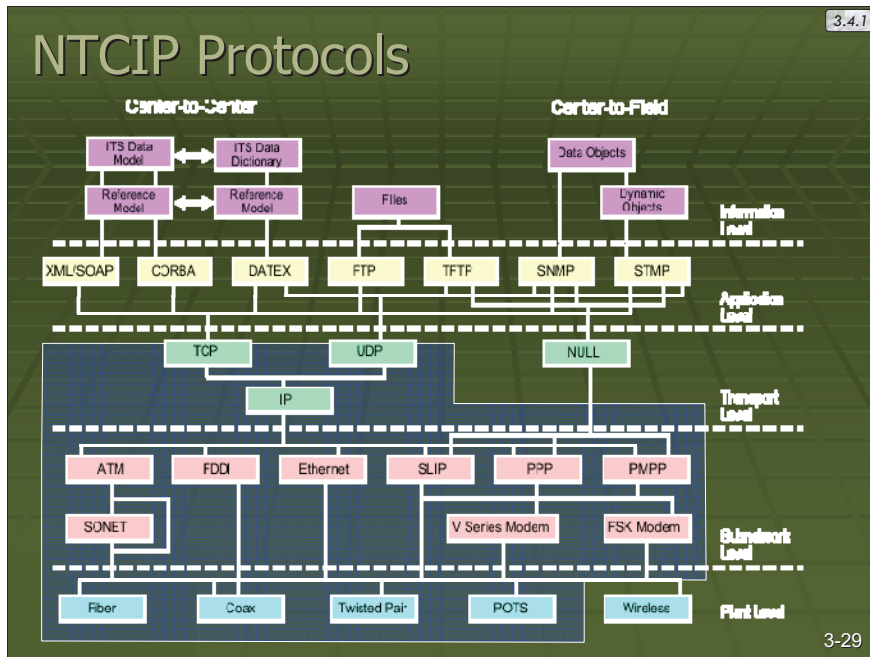 3.4.1
NTCIP Protocols
Center-to-Center
Center-to-Field
ITS Data
Model
ITS Data
Dictionary
Data Objects
Reference
Model
Reference
Model
Files
Dynamic
Objects
Information
Level
XML/SOAP
CORBA
DATEX
FTP
TFTP
SNMP
STMP
Application
Level
TCP
UDP
NULL
IP
Transport
Level
ATM
FDDI
Ethernet
SLIP
PPP
PMPP
SONET
V Series Modem
FSK Modem
Subnetwork
Level
Fiber
Coax
Twisted Pair
POTS
Wireless
Plant Level
3-29